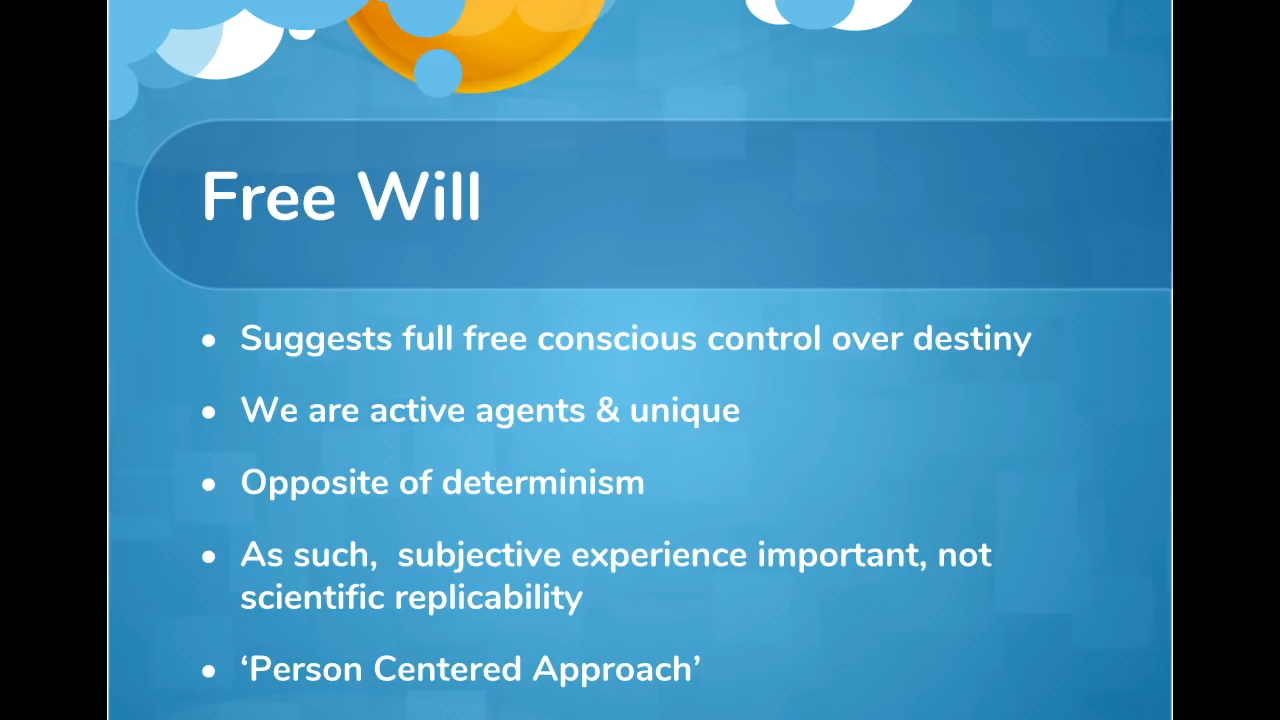 Free Will
• Suggests full free conscious control over destiny
• We are active agents & unique
• Opposite of determinism
• As such,  subjective experience important, not
scientific replicability
• ‘Person Centered Approach’